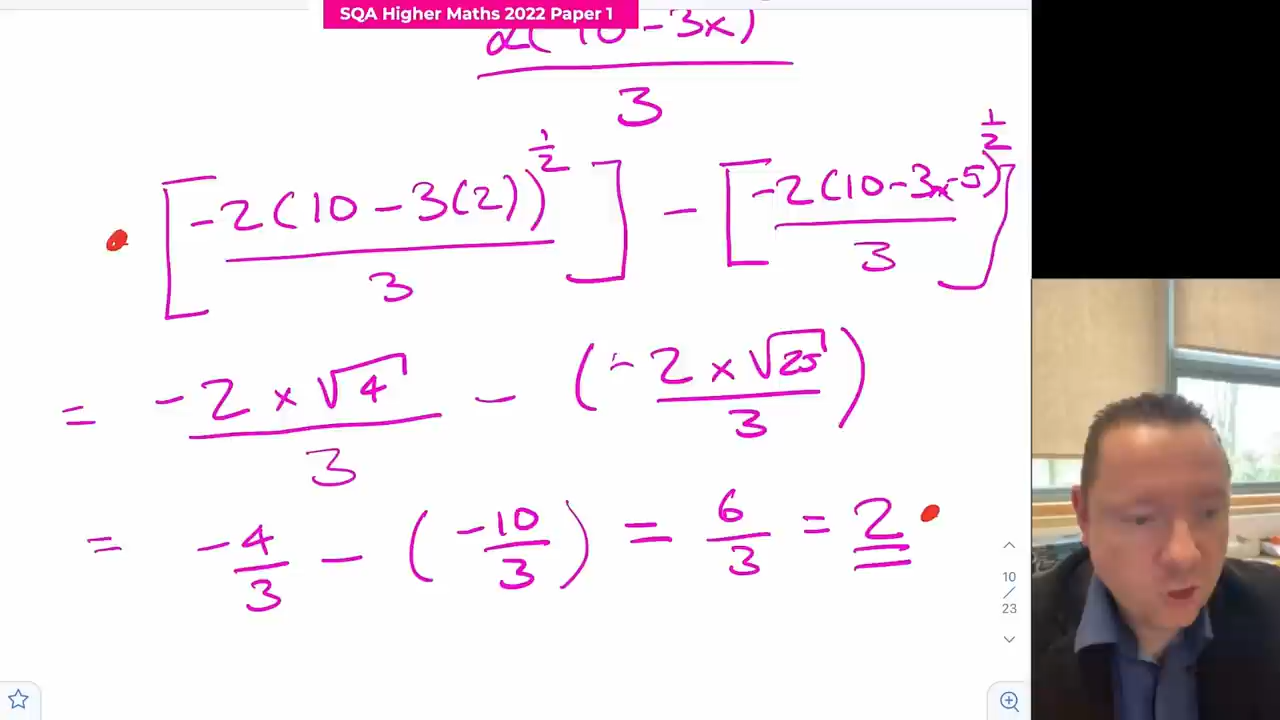 SQA Higher Maths 2022 Paper 1
(10-3x)
3
[-2(10-3(2))^½ / 3] - [-2(10-3x-5)^½ / 3]
= -2 × √4 / 3 - (-2 × √25 / 3)
= -4/3 - (-10/3) = 6/3 = 2
10
/
23